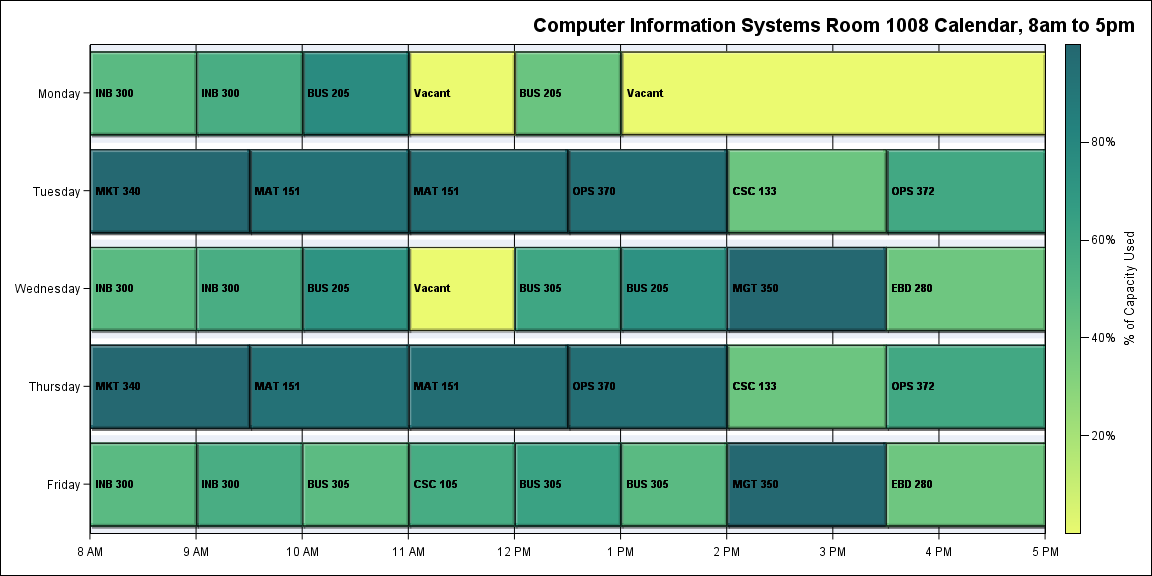 Computer Information Systems Room 1008 Calendar, 8am to 5pm
Monday
INB 300
INB 300
BUS 205
Vacant
BUS 205
Vacant
Tuesday
MKT 340
MAT 151
MAT 151
OPS 370
CSC 133
OPS 372
Wednesday
INB 300
INB 300
BUS 205
Vacant
BUS 305
BUS 205
MGT 350
EBD 280
Thursday
MKT 340
MAT 151
MAT 151
OPS 370
CSC 133
OPS 372
Friday
INB 300
INB 300
BUS 305
CSC 105
BUS 305
BUS 305
MGT 350
EBD 280
8 AM
9 AM
10 AM
11 AM
12 PM
1 PM
2 PM
3 PM
4 PM
5 PM
80%
60%
40%
20%
% of Capacity Used